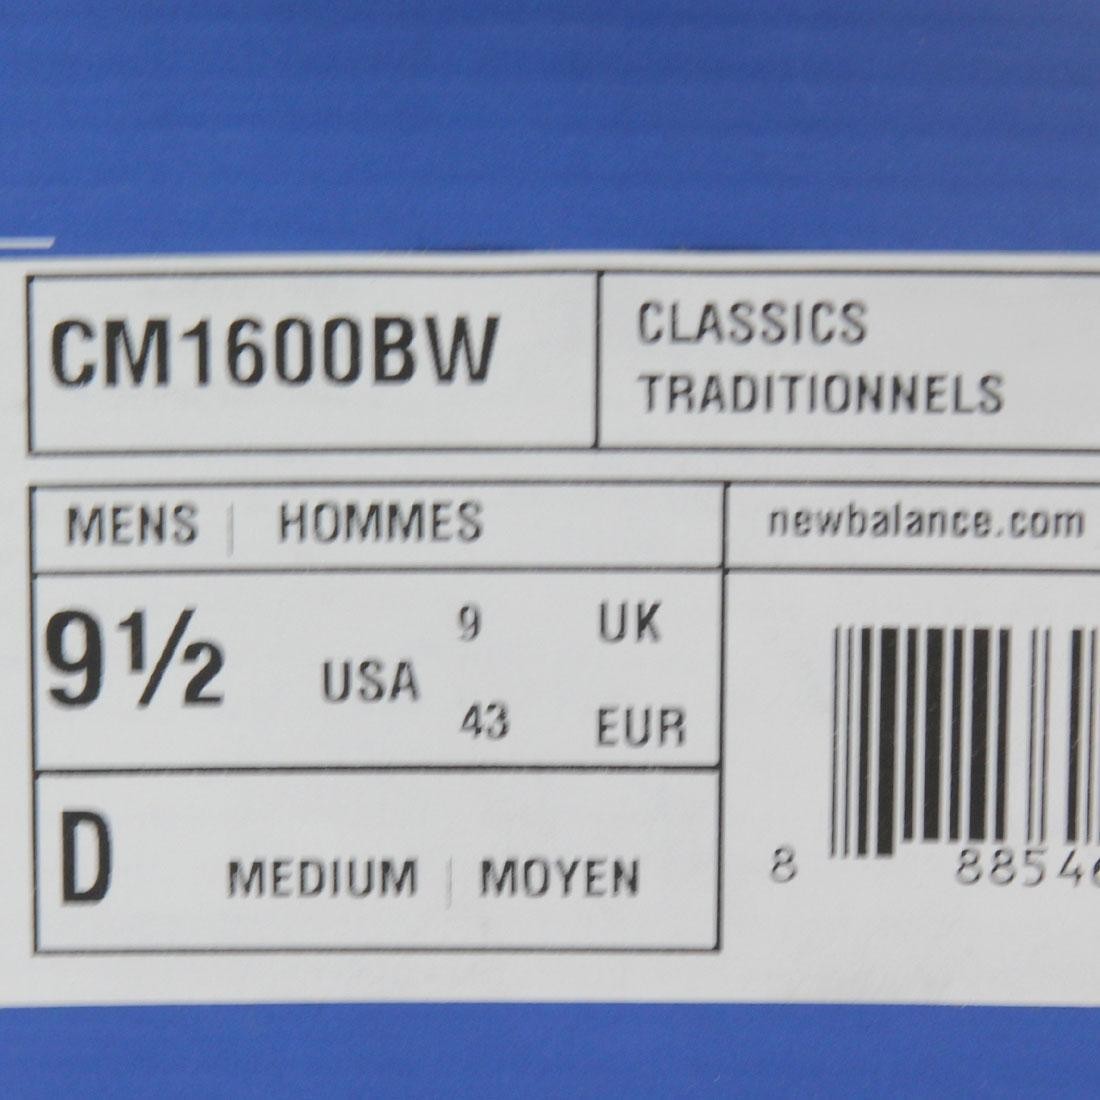 CM1600BW
CLASSICS
TRADITIONNELS
MENS | HOMMES
newbalance.com
9½ USA
9 UK
43 EUR
D MEDIUM | MOYEN
8 8854